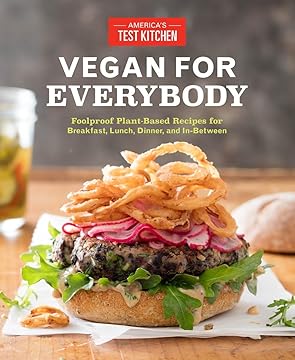 AMERICA'S
TEST KITCHEN
VEGAN FOR
EVERYBODY
Foolproof Plant-Based Recipes for
Breakfast, Lunch, Dinner, and In-Between